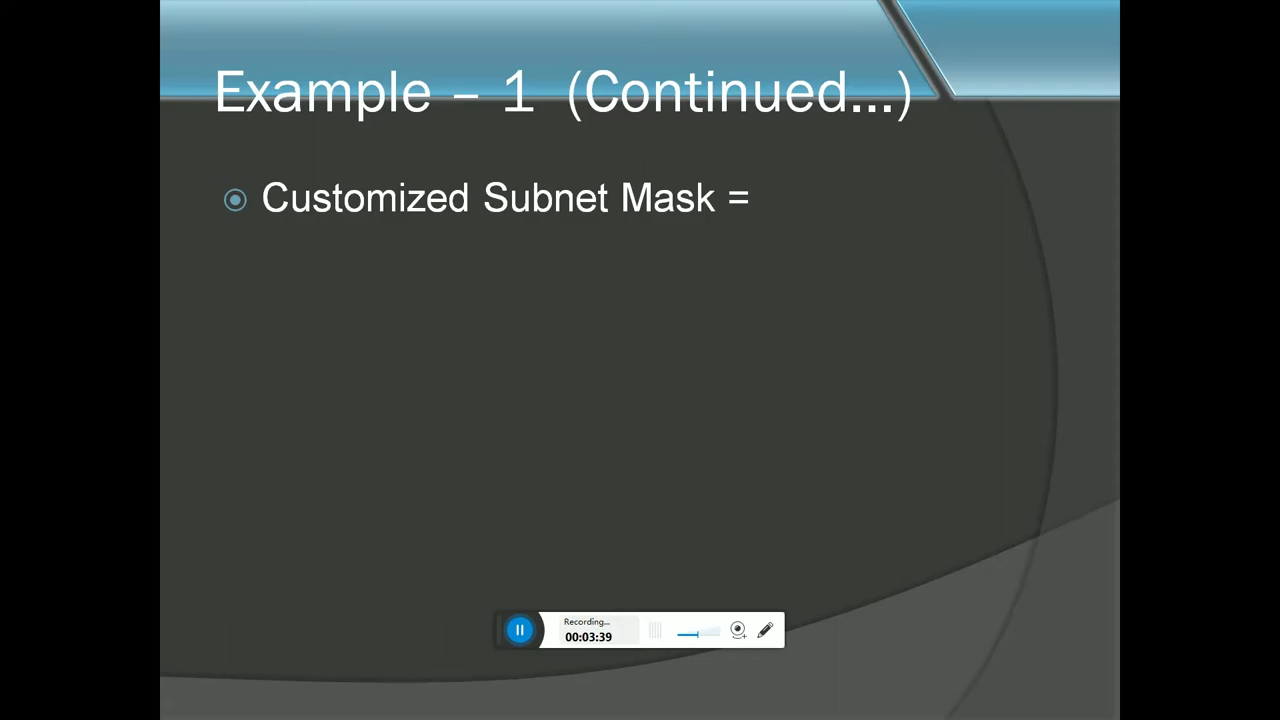 Example – 1 (Continued...)
Customized Subnet Mask =
Recording...
00:03:39